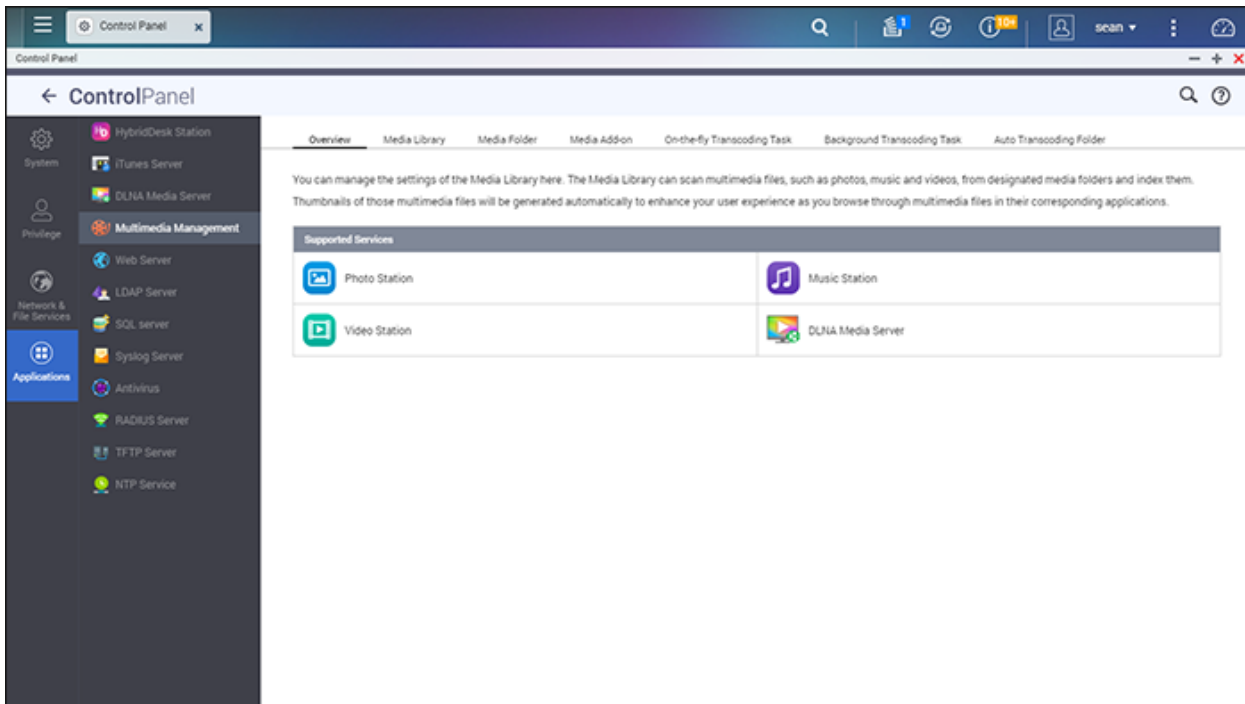 Control Panel
1
10+
sean
Control Panel
ControlPanel
System
Privilege
Network &
File Services
Applications
HybridDesk Station
iTunes Server
DLNA Media Server
Multimedia Management
Web Server
LDAP Server
SQL server
Syslog Server
Antivirus
RADIUS Server
TFTP Server
NTP Service
Overview Media Library Media Folder Media Add-on On-the-fly Transcoding Task Background Transcoding Task Auto Transcoding Folder
You can manage the settings of the Media Library here. The Media Library can scan multimedia files, such as photos, music and videos, from designated media folders and index them.
Thumbnails of those multimedia files will be generated automatically to enhance your user experience as you browse through multimedia files in their corresponding applications.
Supported Services
Photo Station Music Station
Video Station DLNA Media Server